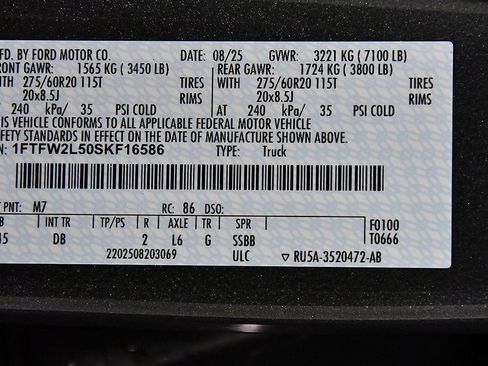 FD. BY FORD MOTOR CO. DATE: 08/25 GVWR: 3221 KG ( 7100 LB)
RONT GAWR: 1565 KG ( 3450 LB) REAR GAWR: 1724 KG ( 3800 LB)
WITH 275/60R20 115T TIRES WITH 275/60R20 115T TIRES
20x8.5J RIMS 20x8.5J RIMS
AT 240 kPa/ 35 PSI COLD AT 240 kPa/ 35 PSI COLD
IS VEHICLE CONFORMS TO ALL APPLICABLE FEDERAL MOTOR VEHICLE
AFETY STANDARDS IN EFFECT ON THE DATE OF MANUFACTURE SHOWN ABOVE.
N: 1FTFW2L50SKF16586 TYPE: Truck
T PNT: M7 RC: 86 DSO:
B INT TR TP/PS R AXLE TR SPR F0100
45 DB 2 L6 G SSBB T0666
2202508203069 ULC ▽ RU5A-3520472-AB